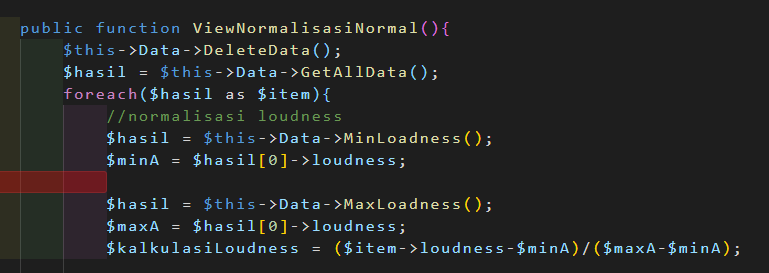 public function ViewNormalisasiNormal(){
$this->Data->DeleteData();
$hasil = $this->Data->GetAllData();
foreach($hasil as $item){
//normalisasi loudness
$hasil = $this->Data->MinLoadness();
$minA = $hasil[0]->loudness;
$hasil = $this->Data->MaxLoadness();
$maxA = $hasil[0]->loudness;
$kalkulasiLoudness = ($item->loudness-$minA)/($maxA-$minA);